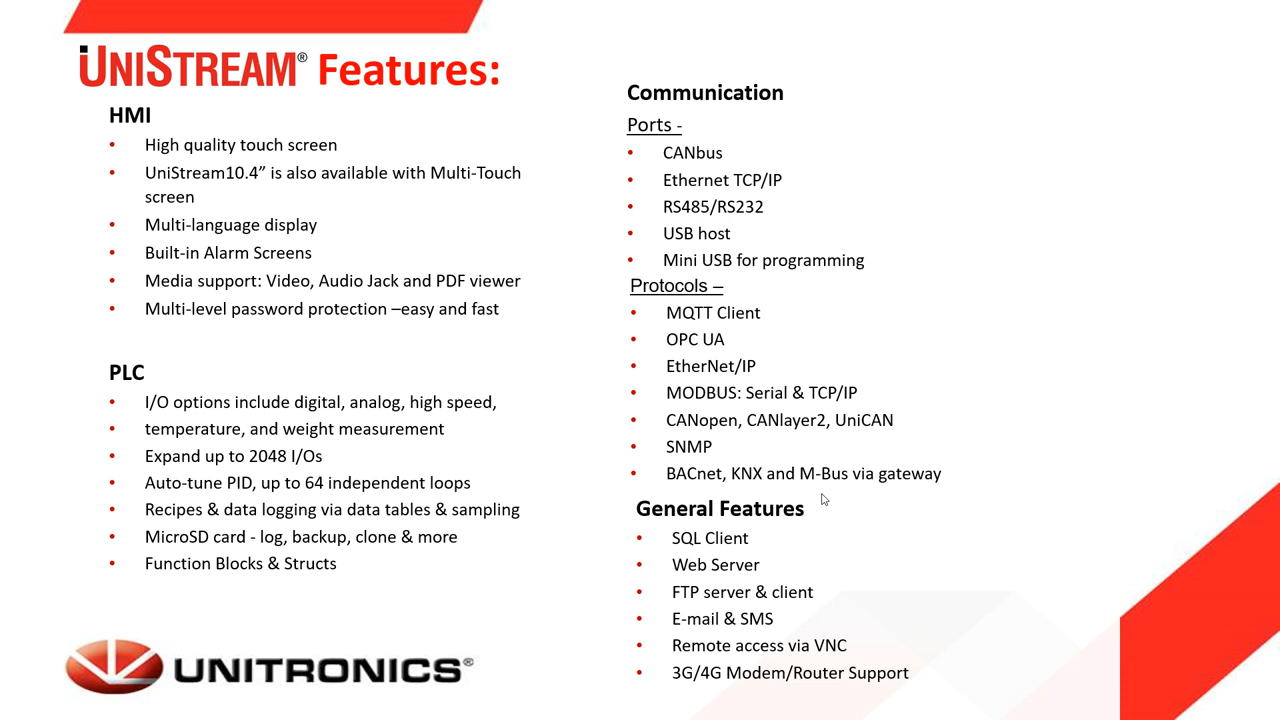 UNISTREAM® Features:
HMI
• High quality touch screen
• UniStream10.4” is also available with Multi-Touch
screen
• Multi-language display
• Built-in Alarm Screens
• Media support: Video, Audio Jack and PDF viewer
• Multi-level password protection –easy and fast
PLC
• I/O options include digital, analog, high speed,
• temperature, and weight measurement
• Expand up to 2048 I/Os
• Auto-tune PID, up to 64 independent loops
• Recipes & data logging via data tables & sampling
• MicroSD card - log, backup, clone & more
• Function Blocks & Structs
UNITRONICS®
Communication
Ports -
• CANbus
• Ethernet TCP/IP
• RS485/RS232
• USB host
• Mini USB for programming
Protocols –
• MQTT Client
• OPC UA
• EtherNet/IP
• MODBUS: Serial & TCP/IP
• CANopen, CANlayer2, UniCAN
• SNMP
• BACnet, KNX and M-Bus via gateway
General Features
• SQL Client
• Web Server
• FTP server & client
• E-mail & SMS
• Remote access via VNC
• 3G/4G Modem/Router Support